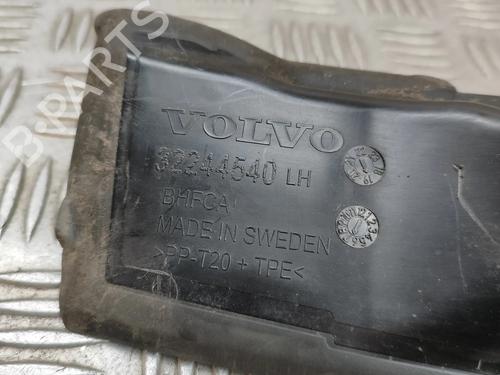 VOLVO
32244540 LH
BHFCA
MADE IN SWEDEN
>PP-T20 + TPE<
B-PARTS